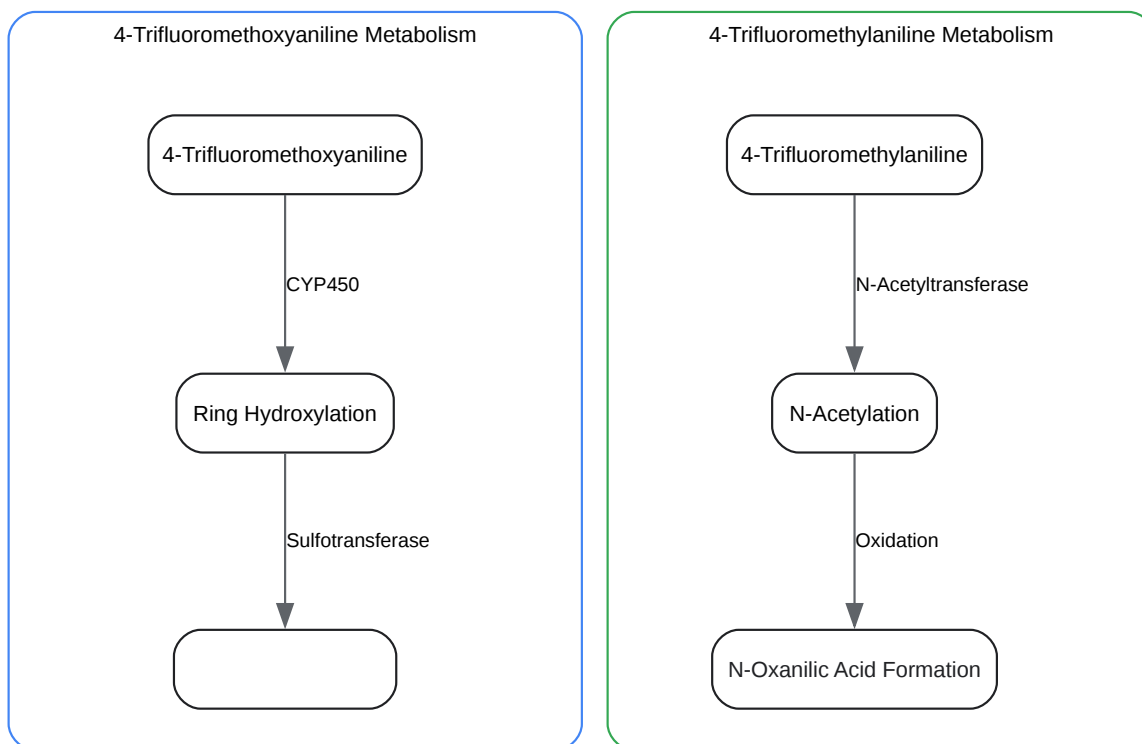 4-Trifluoromethoxyaniline Metabolism
4-Trifluoromethoxyaniline
CYP450
Ring Hydroxylation
Sulfotransferase
4-Trifluoromethylaniline Metabolism
4-Trifluoromethylaniline
N-Acetyltransferase
N-Acetylation
Oxidation
N-Oxanilic Acid Formation